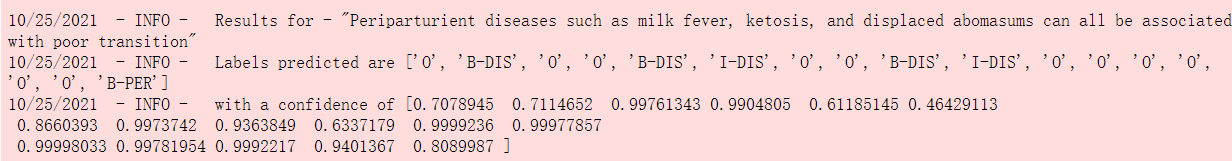 10/25/2021 - INFO - Results for - "Periparturient diseases such as milk fever, ketosis, and displaced abomasums can all be associated
with poor transition"
10/25/2021 - INFO - Labels predicted are ['O', 'B-DIS', 'O', 'O', 'B-DIS', 'I-DIS', 'O', 'O', 'B-DIS', 'I-DIS', 'O', 'O', 'O', 'O',
'O', 'O', 'B-PER']
10/25/2021 - INFO - with a confidence of [0.7078945 0.7114652 0.99761343 0.9904805 0.61185145 0.46429113
0.8660393 0.9973742 0.9363849 0.6337179 0.9999236 0.99977857
0.99998033 0.99781954 0.9992217 0.9401367 0.8089987 ]